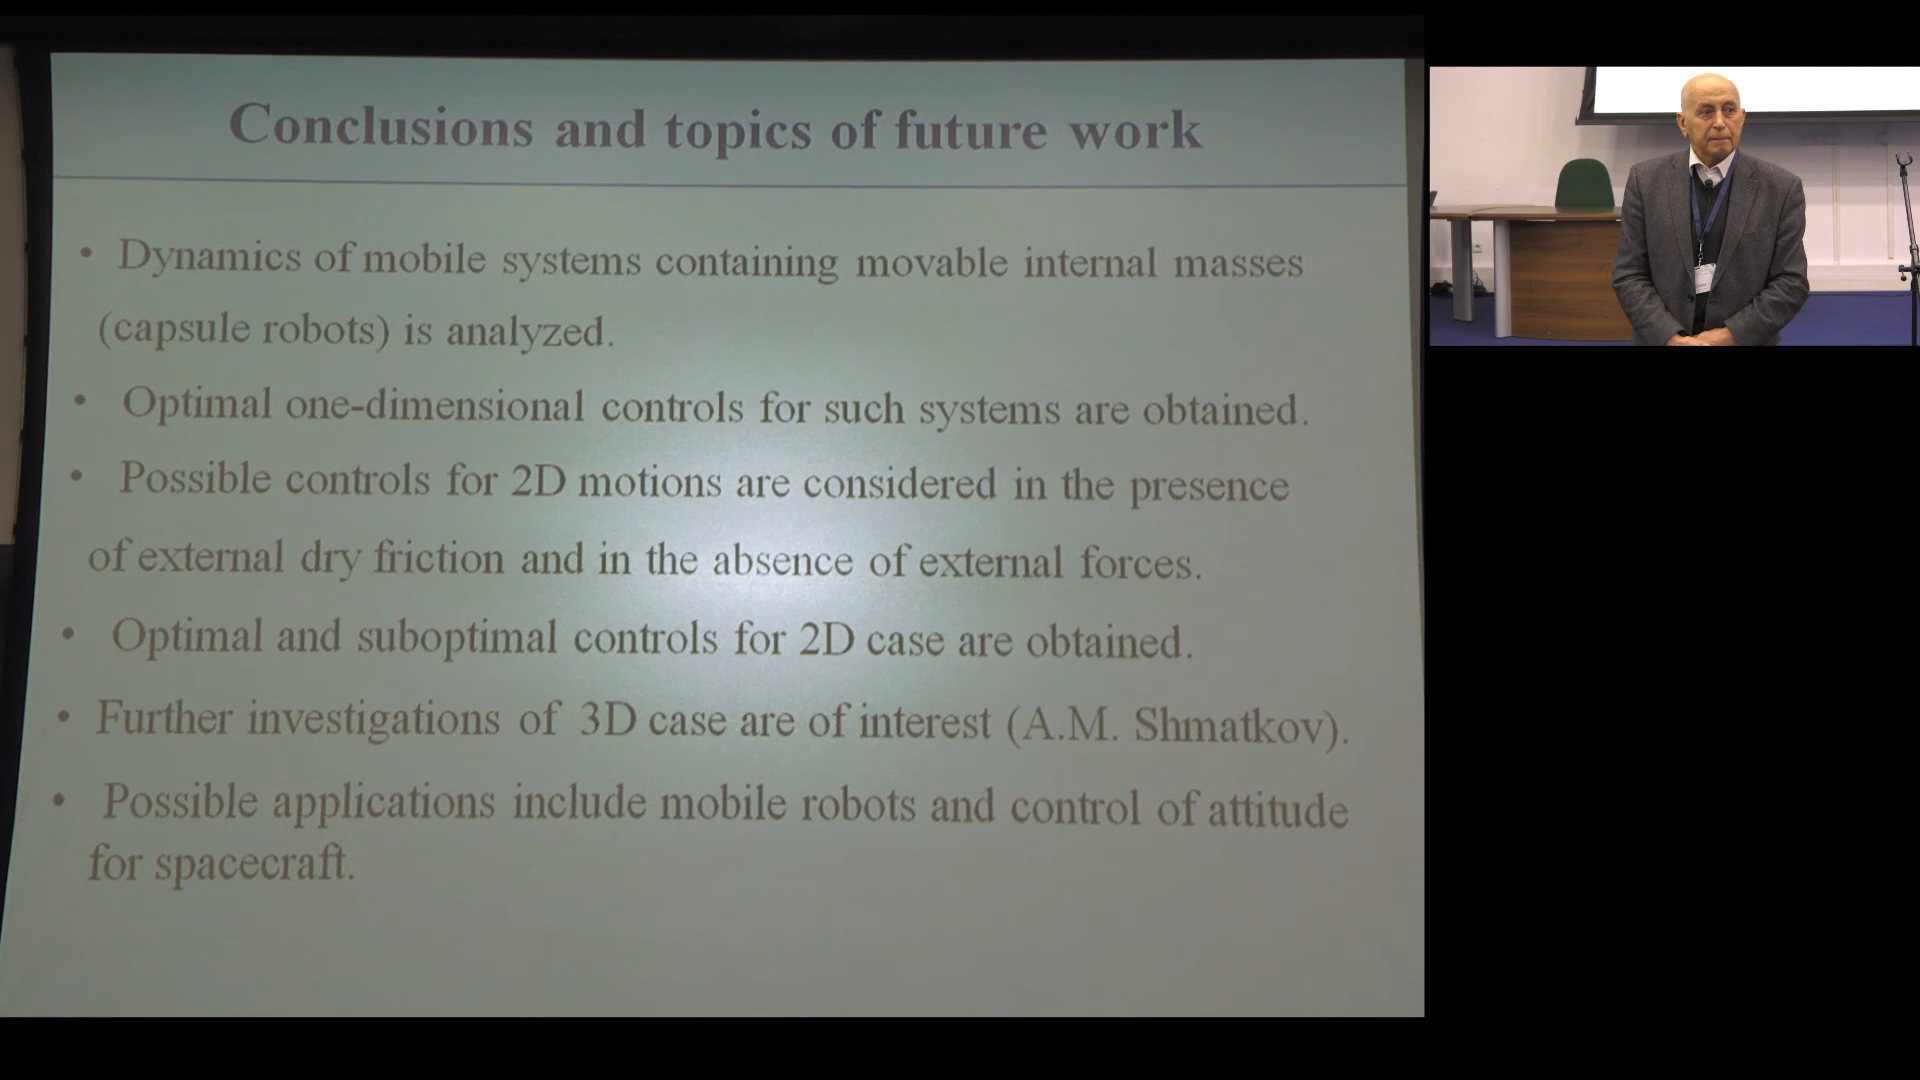 Conclusions and topics of future work
• Dynamics of mobile systems containing movable internal masses
(capsule robots) is analyzed.
• Optimal one-dimensional controls for such systems are obtained.
• Possible controls for 2D motions are considered in the presence
of external dry friction and in the absence of external forces.
• Optimal and suboptimal controls for 2D case are obtained.
• Further investigations of 3D case are of interest (A.M. Shmatkov).
• Possible applications include mobile robots and control of attitude
for spacecraft.